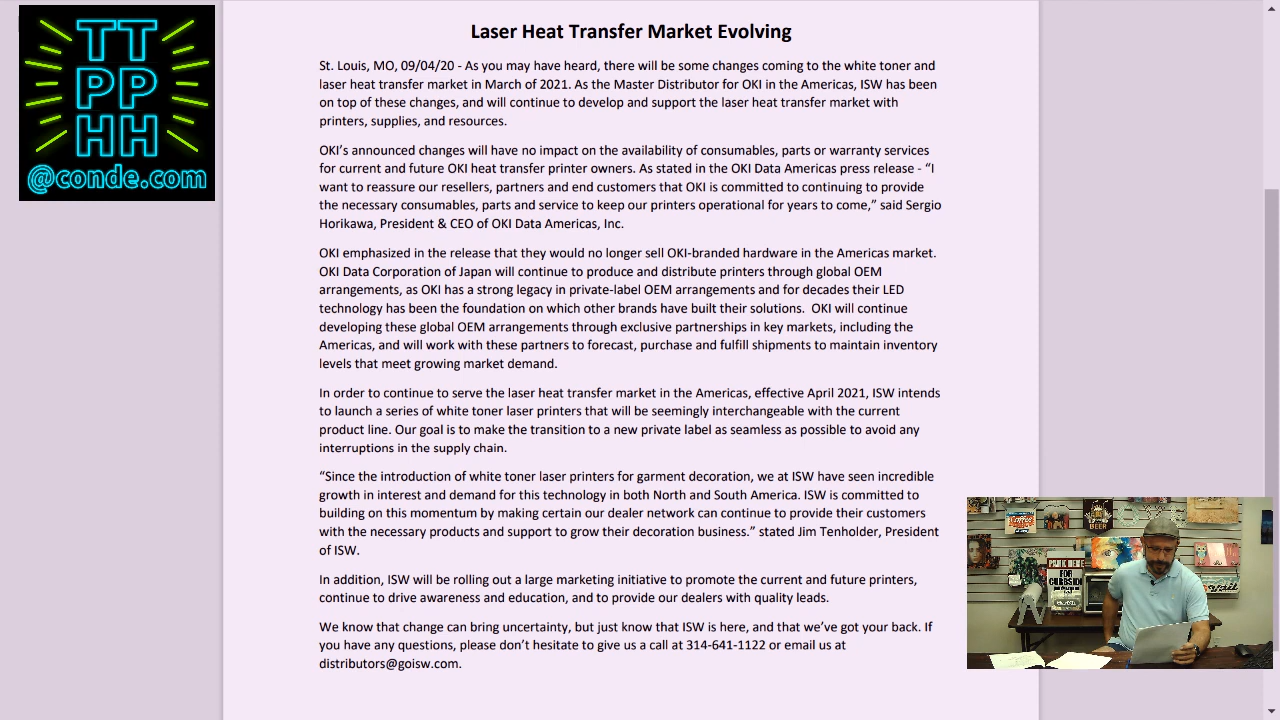 TT
PP
HH
@conde.com
Laser Heat Transfer Market Evolving
St. Louis, MO, 09/04/20 - As you may have heard, there will be some changes coming to the white toner and
laser heat transfer market in March of 2021. As the Master Distributor for OKI in the Americas, ISW has been
on top of these changes, and will continue to develop and support the laser heat transfer market with
printers, supplies, and resources.
OKI’s announced changes will have no impact on the availability of consumables, parts or warranty services
for current and future OKI heat transfer printer owners. As stated in the OKI Data Americas press release - “I
want to reassure our resellers, partners and end customers that OKI is committed to continuing to provide
the necessary consumables, parts and service to keep our printers operational for years to come,” said Sergio
Horikawa, President & CEO of OKI Data Americas, Inc.
OKI emphasized in the release that they would no longer sell OKI-branded hardware in the Americas market.
OKI Data Corporation of Japan will continue to produce and distribute printers through global OEM
arrangements, as OKI has a strong legacy in private-label OEM arrangements and for decades their LED
technology has been the foundation on which other brands have built their solutions.  OKI will continue
developing these global OEM arrangements through exclusive partnerships in key markets, including the
Americas, and will work with these partners to forecast, purchase and fulfill shipments to maintain inventory
levels that meet growing market demand.
In order to continue to serve the laser heat transfer market in the Americas, effective April 2021, ISW intends
to launch a series of white toner laser printers that will be seemingly interchangeable with the current
product line. Our goal is to make the transition to a new private label as seamless as possible to avoid any
interruptions in the supply chain.
“Since the introduction of white toner laser printers for garment decoration, we at ISW have seen incredible
growth in interest and demand for this technology in both North and South America. ISW is committed to
building on this momentum by making certain our dealer network can continue to provide their customers
with the necessary products and support to grow their decoration business.” stated Jim Tenholder, President
of ISW.
In addition, ISW will be rolling out a large marketing initiative to promote the current and future printers,
continue to drive awareness and education, and to provide our dealers with quality leads.
We know that change can bring uncertainty, but just know that ISW is here, and that we’ve got your back. If
you have any questions, please don’t hesitate to give us a call at 314-641-1122 or email us at
distributors@goisw.com.
Coffee
BEER
PARK HERE
FOR
CURBSIDE